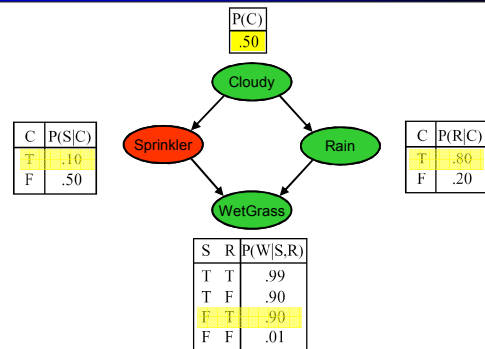 P(C)
.50
Cloudy
C P(S|C)
T .10
F .50
Sprinkler
Rain
C P(R|C)
T .80
F .20
WetGrass
S R P(W|S,R)
T T .99
T F .90
F T .90
F F .01